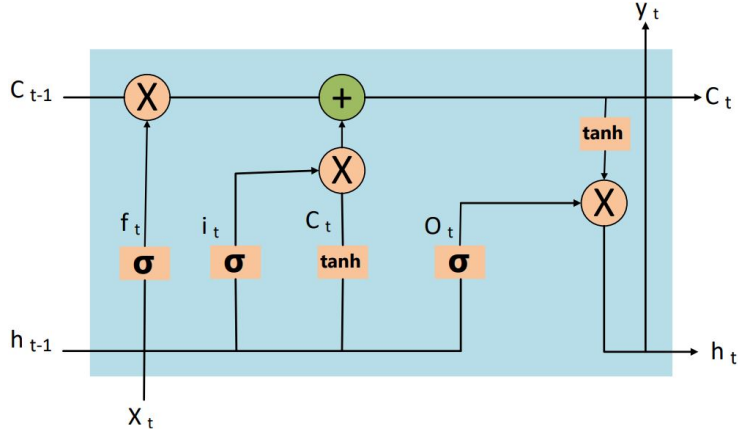 y t
C t-1 X + C t
tanh
X X
f t i t C t O t
σ σ tanh σ
h t-1 h t
X t